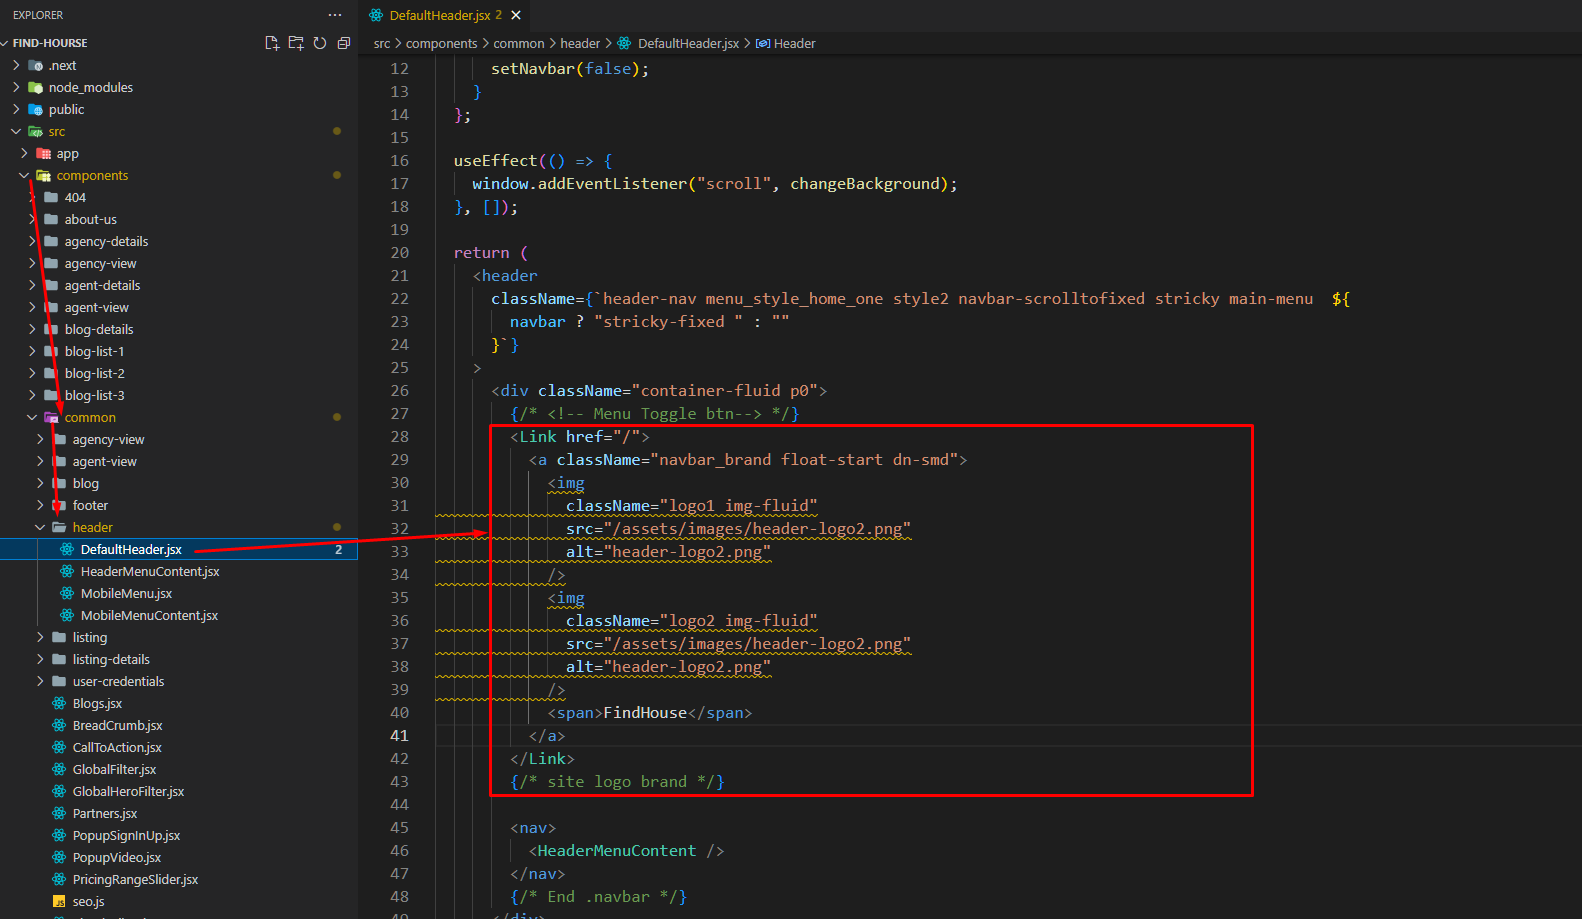 EXPLORER
FIND-HOURSE
.next
node_modules
public
src
app
components
404
about-us
agency-details
agency-view
agent-details
agent-view
blog-details
blog-list-1
blog-list-2
blog-list-3
common
agency-view
agent-view
blog
footer
header
DefaultHeader.jsx 2
HeaderMenuContent.jsx
MobileMenu.jsx
MobileMenuContent.jsx
listing
listing-details
user-credentials
Blogs.jsx
BreadCrumb.jsx
CallToAction.jsx
GlobalFilter.jsx
GlobalHeroFilter.jsx
Partners.jsx
PopupSignInUp.jsx
PopupVideo.jsx
PricingRangeSlider.jsx
JS seo.js
DefaultHeader.jsx 2
src > components > common > header > DefaultHeader.jsx > Header
12 setNavbar(false);
13 }
14 };
15
16 useEffect(() => {
17 window.addEventListener("scroll", changeBackground);
18 }, []);
19
20 return (
21 <header
22 className={`header-nav menu_style_home_one style2 navbar-scrolltofixed stricky main-menu ${
23 navbar ? "stricky-fixed " : ""
24 }`}
25 >
26 <div className="container-fluid p0">
27 {/* <!-- Menu Toggle btn--> */}
28 <Link href="/">
29 <a className="navbar_brand float-start dn-smd">
30 <img
31 className="logo1 img-fluid"
32 src="/assets/images/header-logo2.png"
33 alt="header-logo2.png"
34 />
35 <img
36 className="logo2 img-fluid"
37 src="/assets/images/header-logo2.png"
38 alt="header-logo2.png"
39 />
40 <span>FindHouse</span>
41 </a>
42 </Link>
43 {/* site logo brand */}
44
45 <nav>
46 <HeaderMenuContent />
47 </nav>
48 {/* End .navbar */}
49 </div>